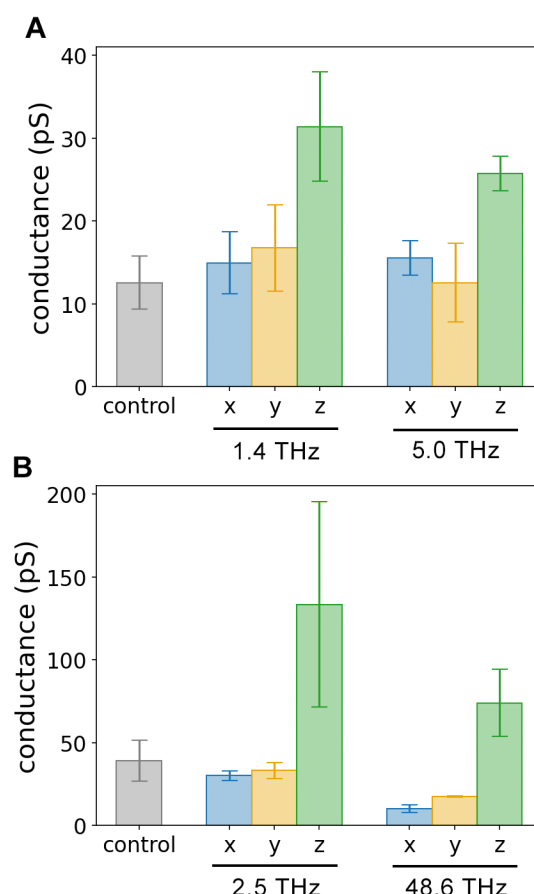 A
conductance (pS)
40
30
20
10
0
control x y z x y z
1.4 THz 5.0 THz
B
conductance (pS)
200
150
100
50
0
control x y z x y z
2.5 THz 48.6 THz